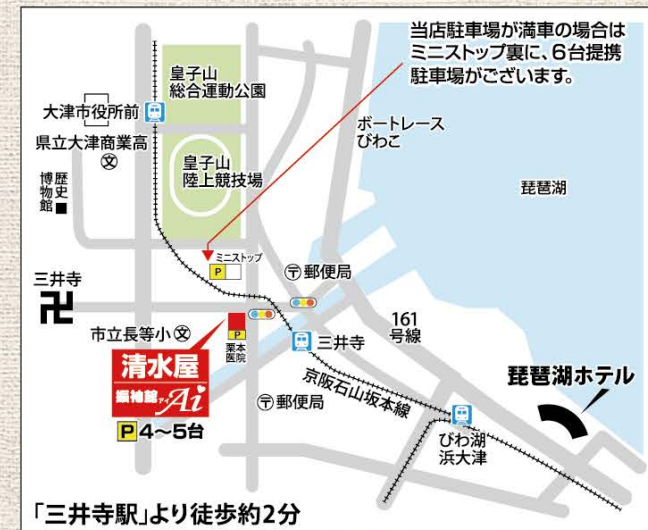 当店駐車場が満車の場合は
ミニストップ裏に、6台提携
駐車場がございます。
皇子山
総合運動公園
大津市役所前
県立大津商業高
文
ボートレース
びわこ
皇子山
陸上競技場
琵琶湖
歴史
博物館
ミニストップ
P
三井寺
〒郵便局
卍
市立長等小
文
P
栗本
医院
三井寺
161
号線
清水屋
Ai
P 4〜5台
〒郵便局
京阪石山坂本線
琵琶湖ホテル
びわ湖
浜大津
「三井寺駅」より徒歩約2分